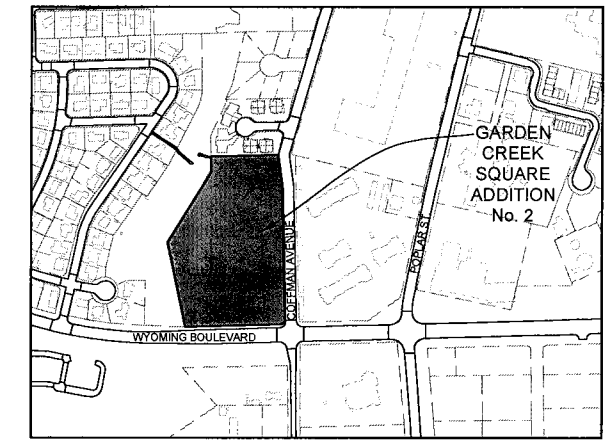 GARDEN
CREEK
SQUARE
ADDITION
No. 2
COFFMAN AVENUE
POPLAR ST
WYOMING BOULEVARD